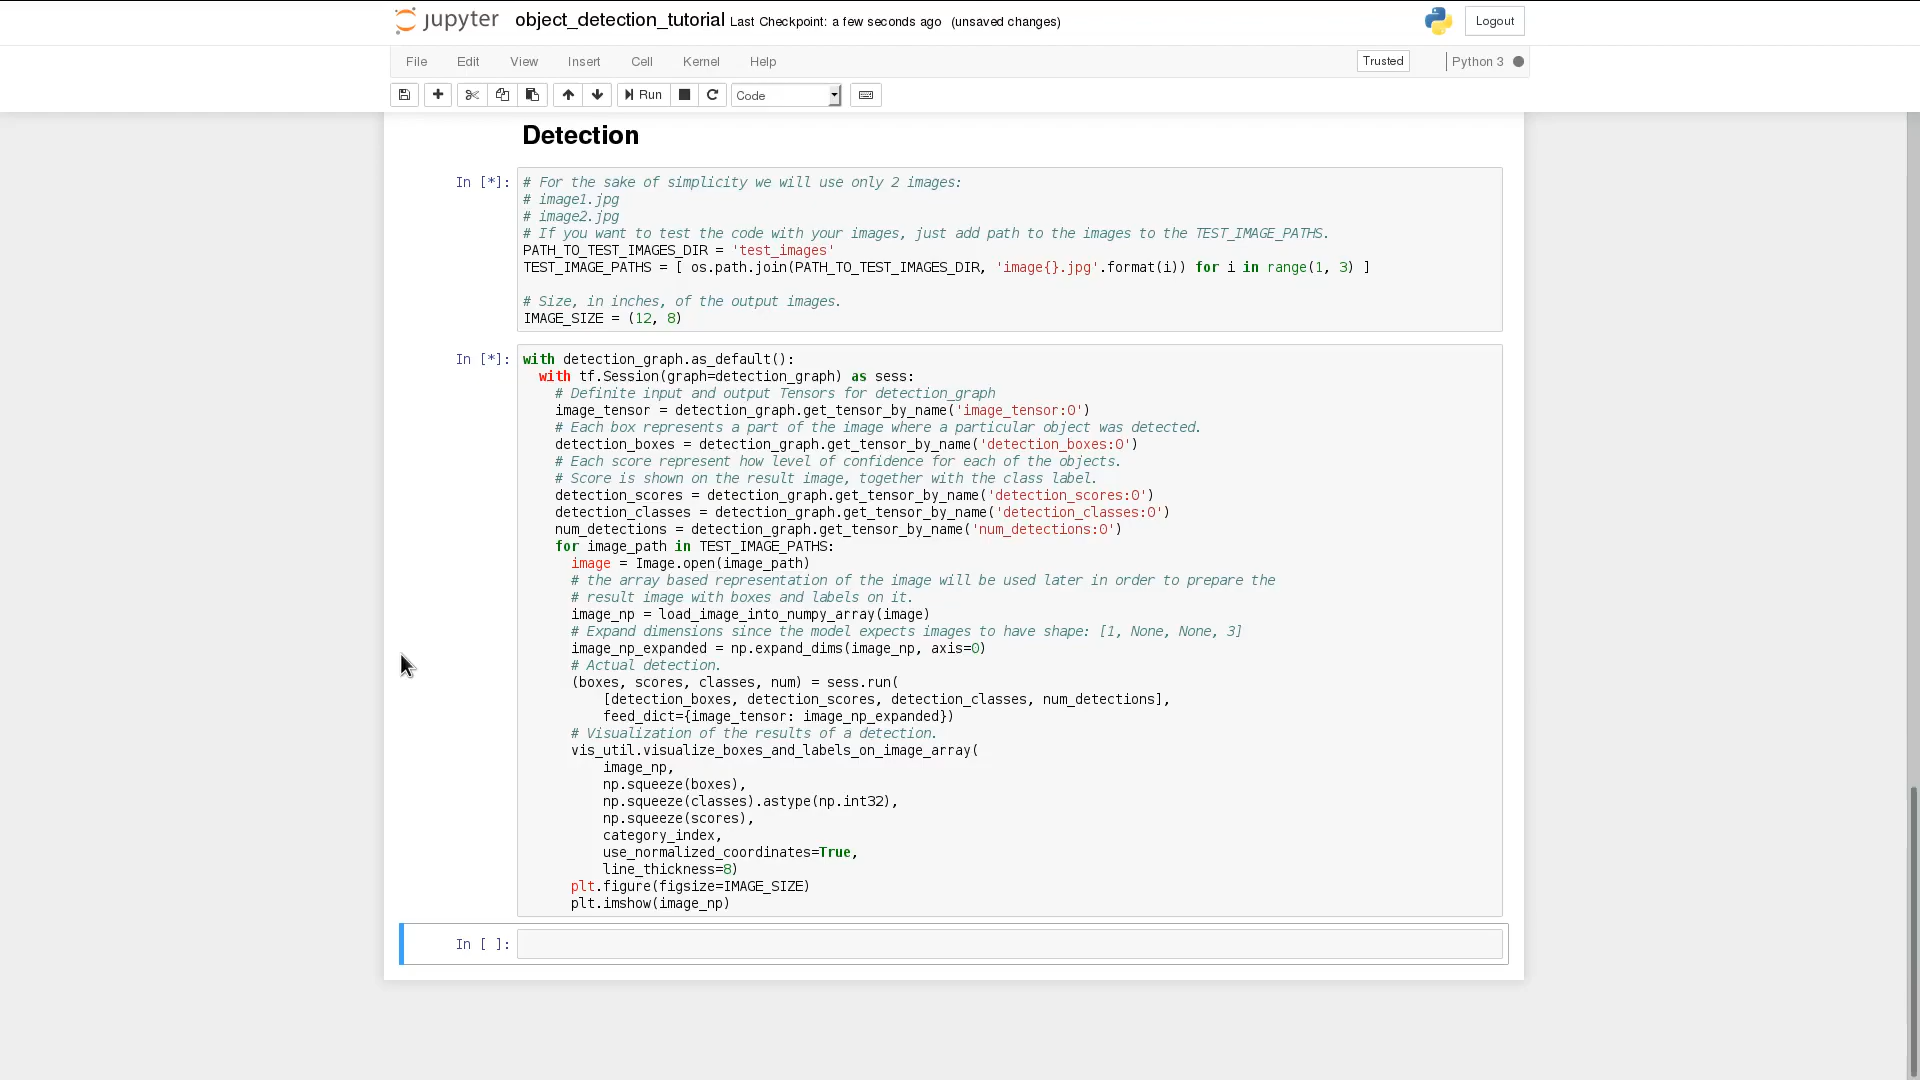 jupyter object_detection_tutorial Last Checkpoint: a few seconds ago (unsaved changes) Logout
File Edit View Insert Cell Kernel Help Trusted Python 3
Run Code
Detection
In [*]: # For the sake of simplicity we will use only 2 images:
# image1.jpg
# image2.jpg
# If you want to test the code with your images, just add path to the images to the TEST_IMAGE_PATHS.
PATH_TO_TEST_IMAGES_DIR = 'test_images'
TEST_IMAGE_PATHS = [ os.path.join(PATH_TO_TEST_IMAGES_DIR, 'image{}.jpg'.format(i)) for i in range(1, 3) ]
# Size, in inches, of the output images.
IMAGE_SIZE = (12, 8)
In [*]: with detection_graph.as_default():
with tf.Session(graph=detection_graph) as sess:
# Definite input and output Tensors for detection_graph
image_tensor = detection_graph.get_tensor_by_name('image_tensor:0')
# Each box represents a part of the image where a particular object was detected.
detection_boxes = detection_graph.get_tensor_by_name('detection_boxes:0')
# Each score represent how level of confidence for each of the objects.
# Score is shown on the result image, together with the class label.
detection_scores = detection_graph.get_tensor_by_name('detection_scores:0')
detection_classes = detection_graph.get_tensor_by_name('detection_classes:0')
num_detections = detection_graph.get_tensor_by_name('num_detections:0')
for image_path in TEST_IMAGE_PATHS:
image = Image.open(image_path)
# the array based representation of the image will be used later in order to prepare the
# result image with boxes and labels on it.
image_np = load_image_into_numpy_array(image)
# Expand dimensions since the model expects images to have shape: [1, None, None, 3]
image_np_expanded = np.expand_dims(image_np, axis=0)
# Actual detection.
(boxes, scores, classes, num) = sess.run(
[detection_boxes, detection_scores, detection_classes, num_detections],
feed_dict={image_tensor: image_np_expanded})
# Visualization of the results of a detection.
vis_util.visualize_boxes_and_labels_on_image_array(
image_np,
np.squeeze(boxes),
np.squeeze(classes).astype(np.int32),
np.squeeze(scores),
category_index,
use_normalized_coordinates=True,
line_thickness=8)
plt.figure(figsize=IMAGE_SIZE)
plt.imshow(image_np)
In [ ]: